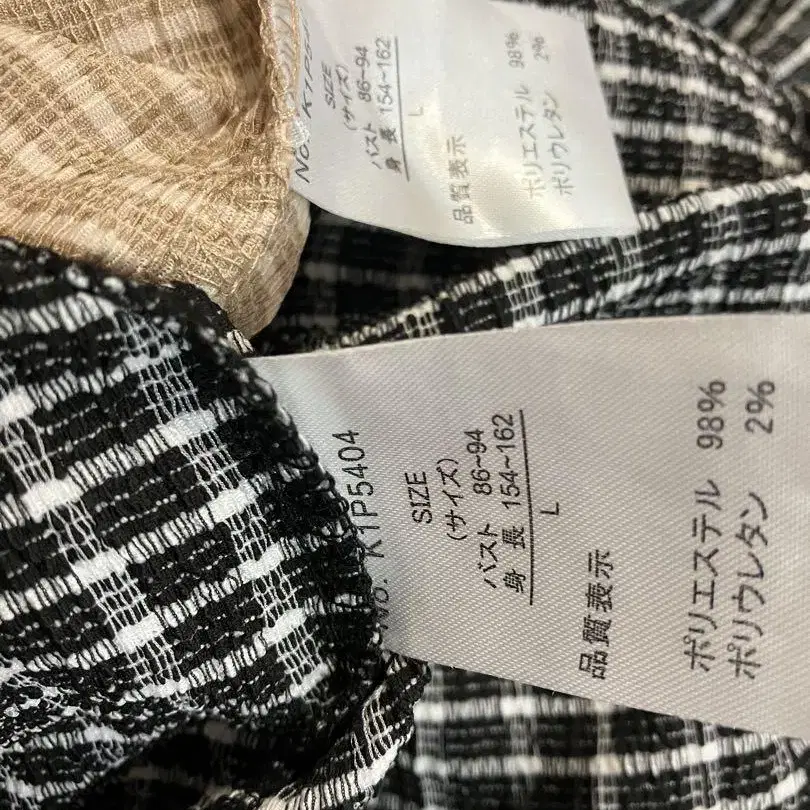 No. K1P5
SIZE
(サイズ)
バスト 86~94
身 長 154~162
L
品質表示
ポリエステル 98%
ポリウレタン 2%
No. K1P5404
SIZE
(サイズ)
バスト 86~94
身 長 154~162
L
品質表示
ポリエステル 98%
ポリウレタン 2%